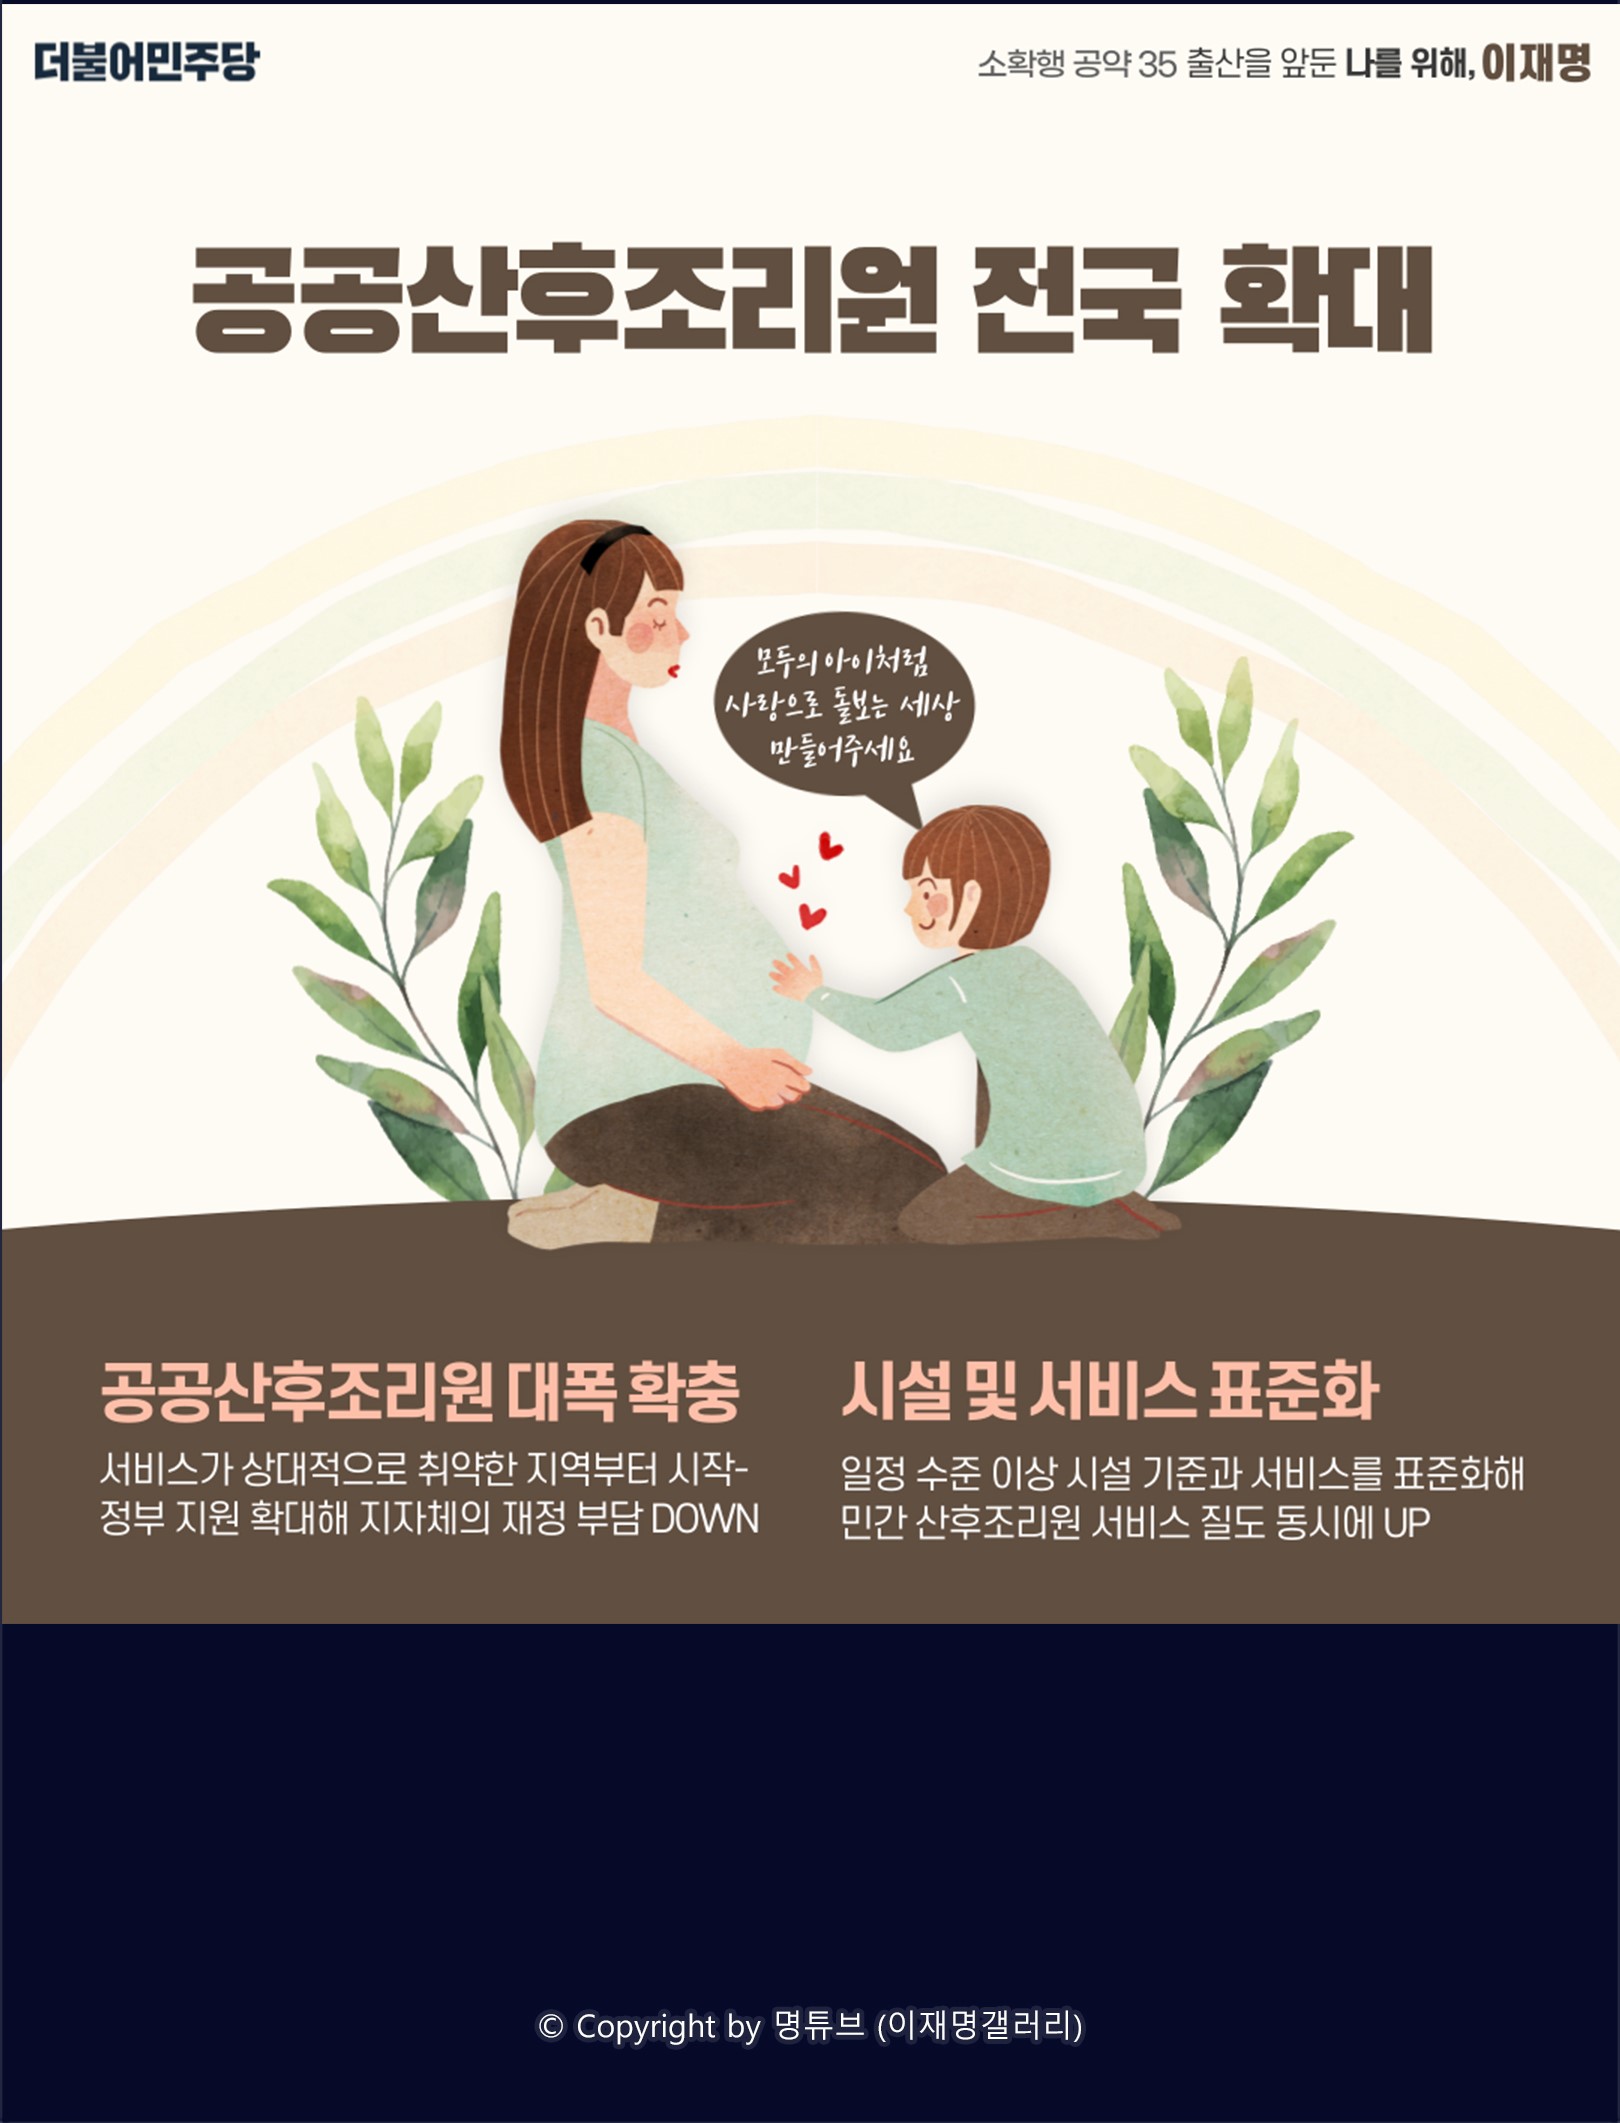 더불어민주당
소확행 공약 35 출산을 앞둔 나를 위해, 이재명
공공산후조리원 전국 확대
모두의 아이처럼
사랑으로 돌보는 세상
만들어주세요
공공산후조리원 대폭 확충
서비스가 상대적으로 취약한 지역부터 시작-
정부 지원 확대해 지자체의 재정 부담 DOWN
시설 및 서비스 표준화
일정 수준 이상 시설 기준과 서비스를 표준화해
민간 산후조리원 서비스 질도 동시에 UP
© Copyright by 명튜브 (이재명갤러리)